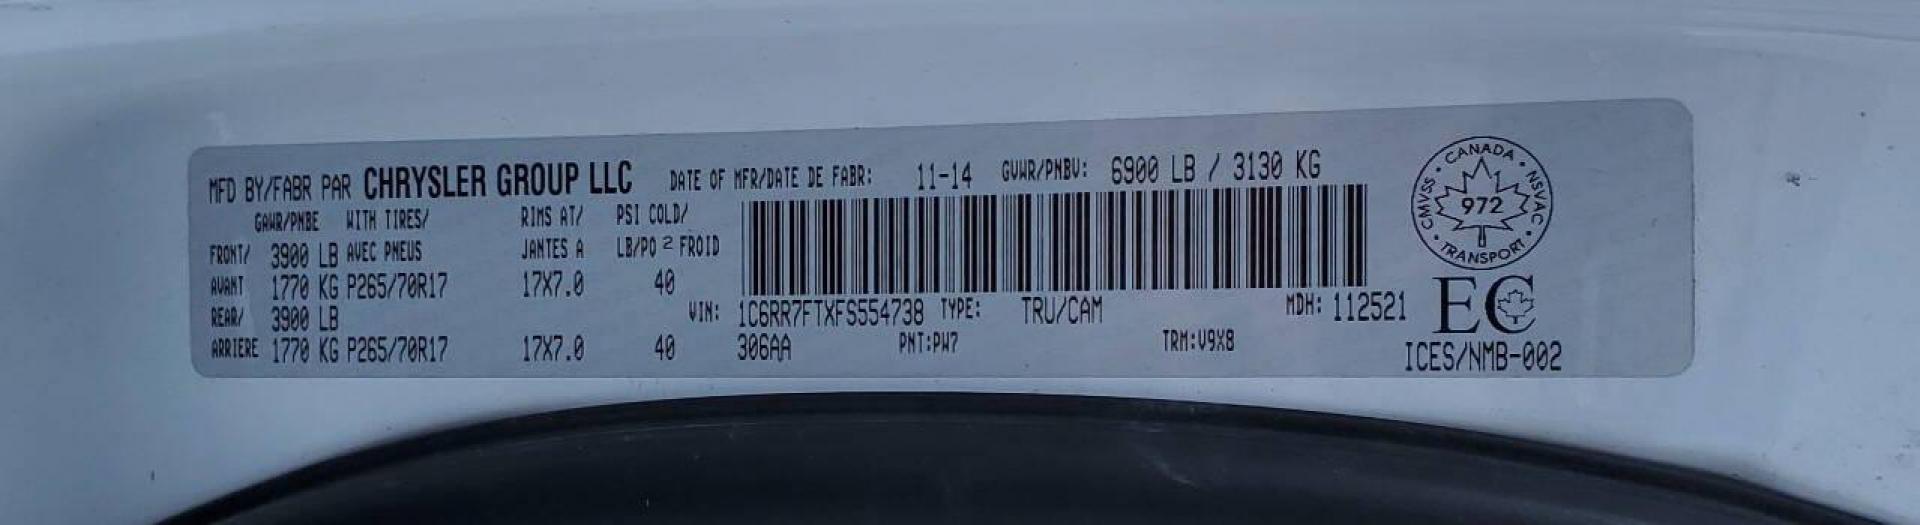 MFD BY/FABR PAR CHRYSLER GROUP LLC DATE OF MFR/DATE DE FABR: 11-14 GVWR/PNBV: 6900 LB / 3130 KG
GAWR/PNBE WITH TIRES/ RIMS AT/ PSI COLD/
FRONT/ 3900 LB AVEC PNEUS JANTES A LB/PO 2 FROID
AVANT 1770 KG P265/70R17 17X7.0 40
REAR/ 3900 LB
VIN: 1C6RR7FTXFS554738 TYPE: TRU/CAM MDH: 112521
ARRIERE 1770 KG P265/70R17 17X7.0 40 306AA PNT:PW7 TRM:V9X8
CANADA
CMVSS NSVAC
972
TRANSPORT
EC
ICES/NMB-002